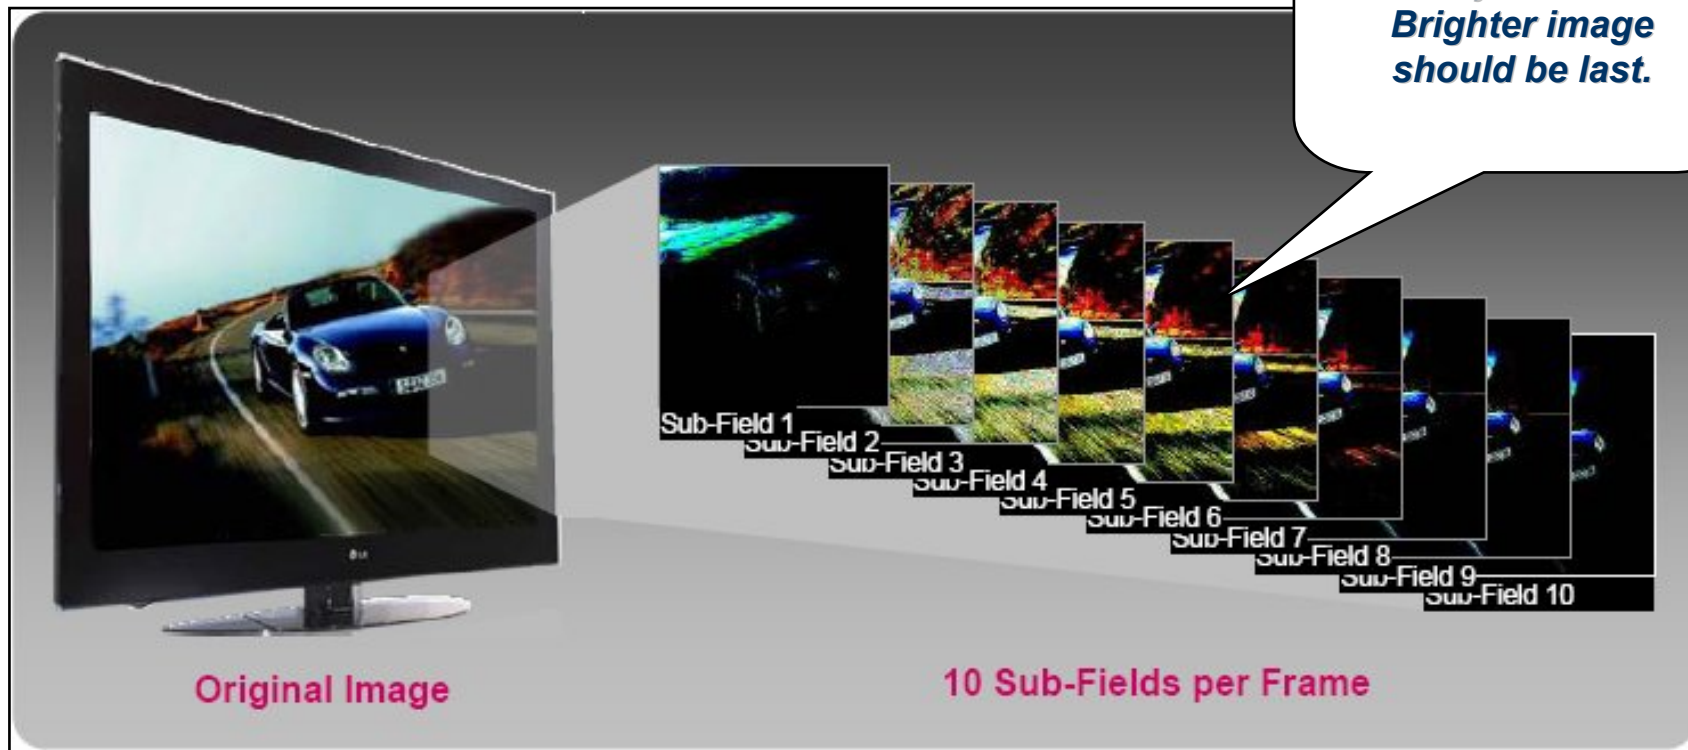 Brighter image
should be last.
Sub-Field 1
Sub-Field 2
Sub-Field 3
Sub-Field 4
Sub-Field 5
Sub-Field 6
Sub-Field 7
Sub-Field 8
Sub-Field 9
Sub-Field 10
LG
Original Image
10 Sub-Fields per Frame